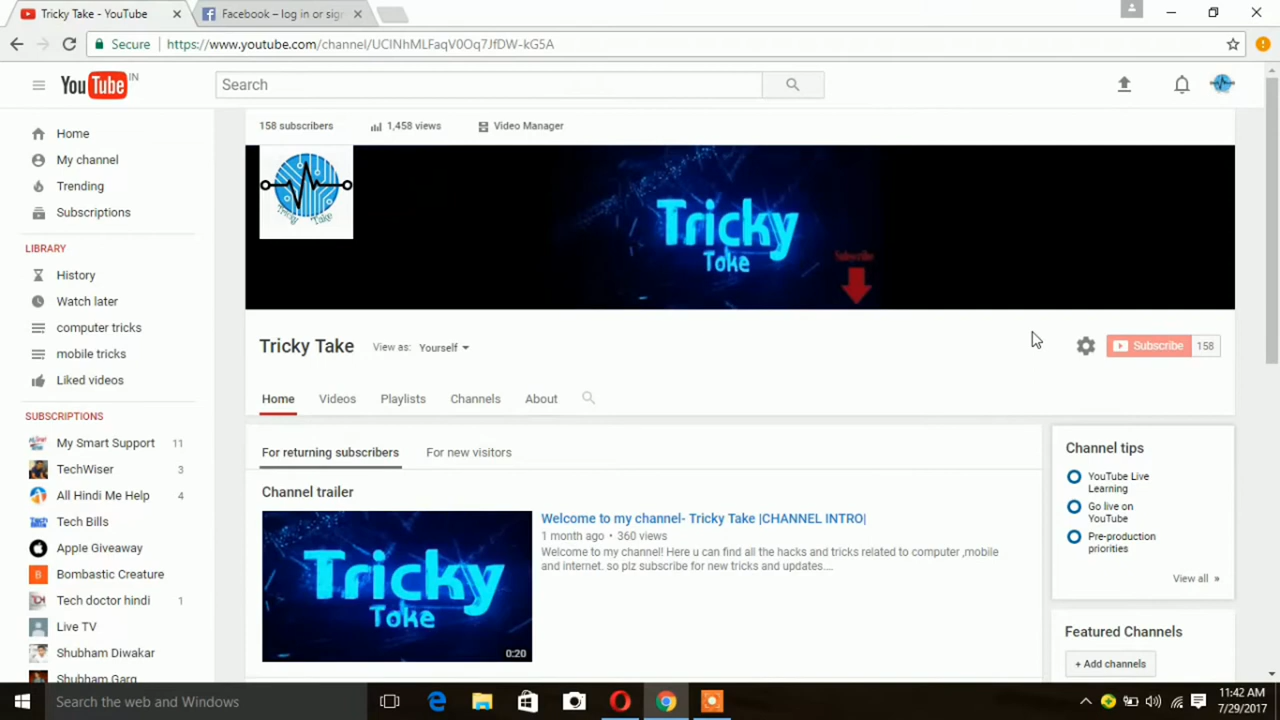 Tricky Take - YouTube
Facebook – log in or sig
Secure
https://www.youtube.com/channel/UCINhMLFaqV0Oq7JfDW-kG5A
YouTube IN
Search
158 subscribers
1,458 views
Video Manager
Home
My channel
Trending
Subscriptions
LIBRARY
History
Watch later
computer tricks
mobile tricks
Liked videos
SUBSCRIPTIONS
My Smart Support 11
TechWiser 3
All Hindi Me Help 4
Tech Bills
Apple Giveaway
Bombastic Creature
Tech doctor hindi 1
Live TV
Shubham Diwakar
Shubham Garg
Tricky Take
Tricky
Take
Subscribe
Tricky Take
View as: Yourself
Subscribe 158
Home
Videos
Playlists
Channels
About
For returning subscribers
For new visitors
Channel trailer
Tricky
Take
0:20
Welcome to my channel- Tricky Take |CHANNEL INTRO|
1 month ago • 360 views
Welcome to my channel! Here u can find all the hacks and tricks related to computer ,mobile
and internet. so plz subscribe for new tricks and updates....
Channel tips
YouTube Live
Learning
Go live on
YouTube
Pre-production
priorities
View all »
Featured Channels
+ Add channels
Search the web and Windows
11:42 AM
7/29/2017